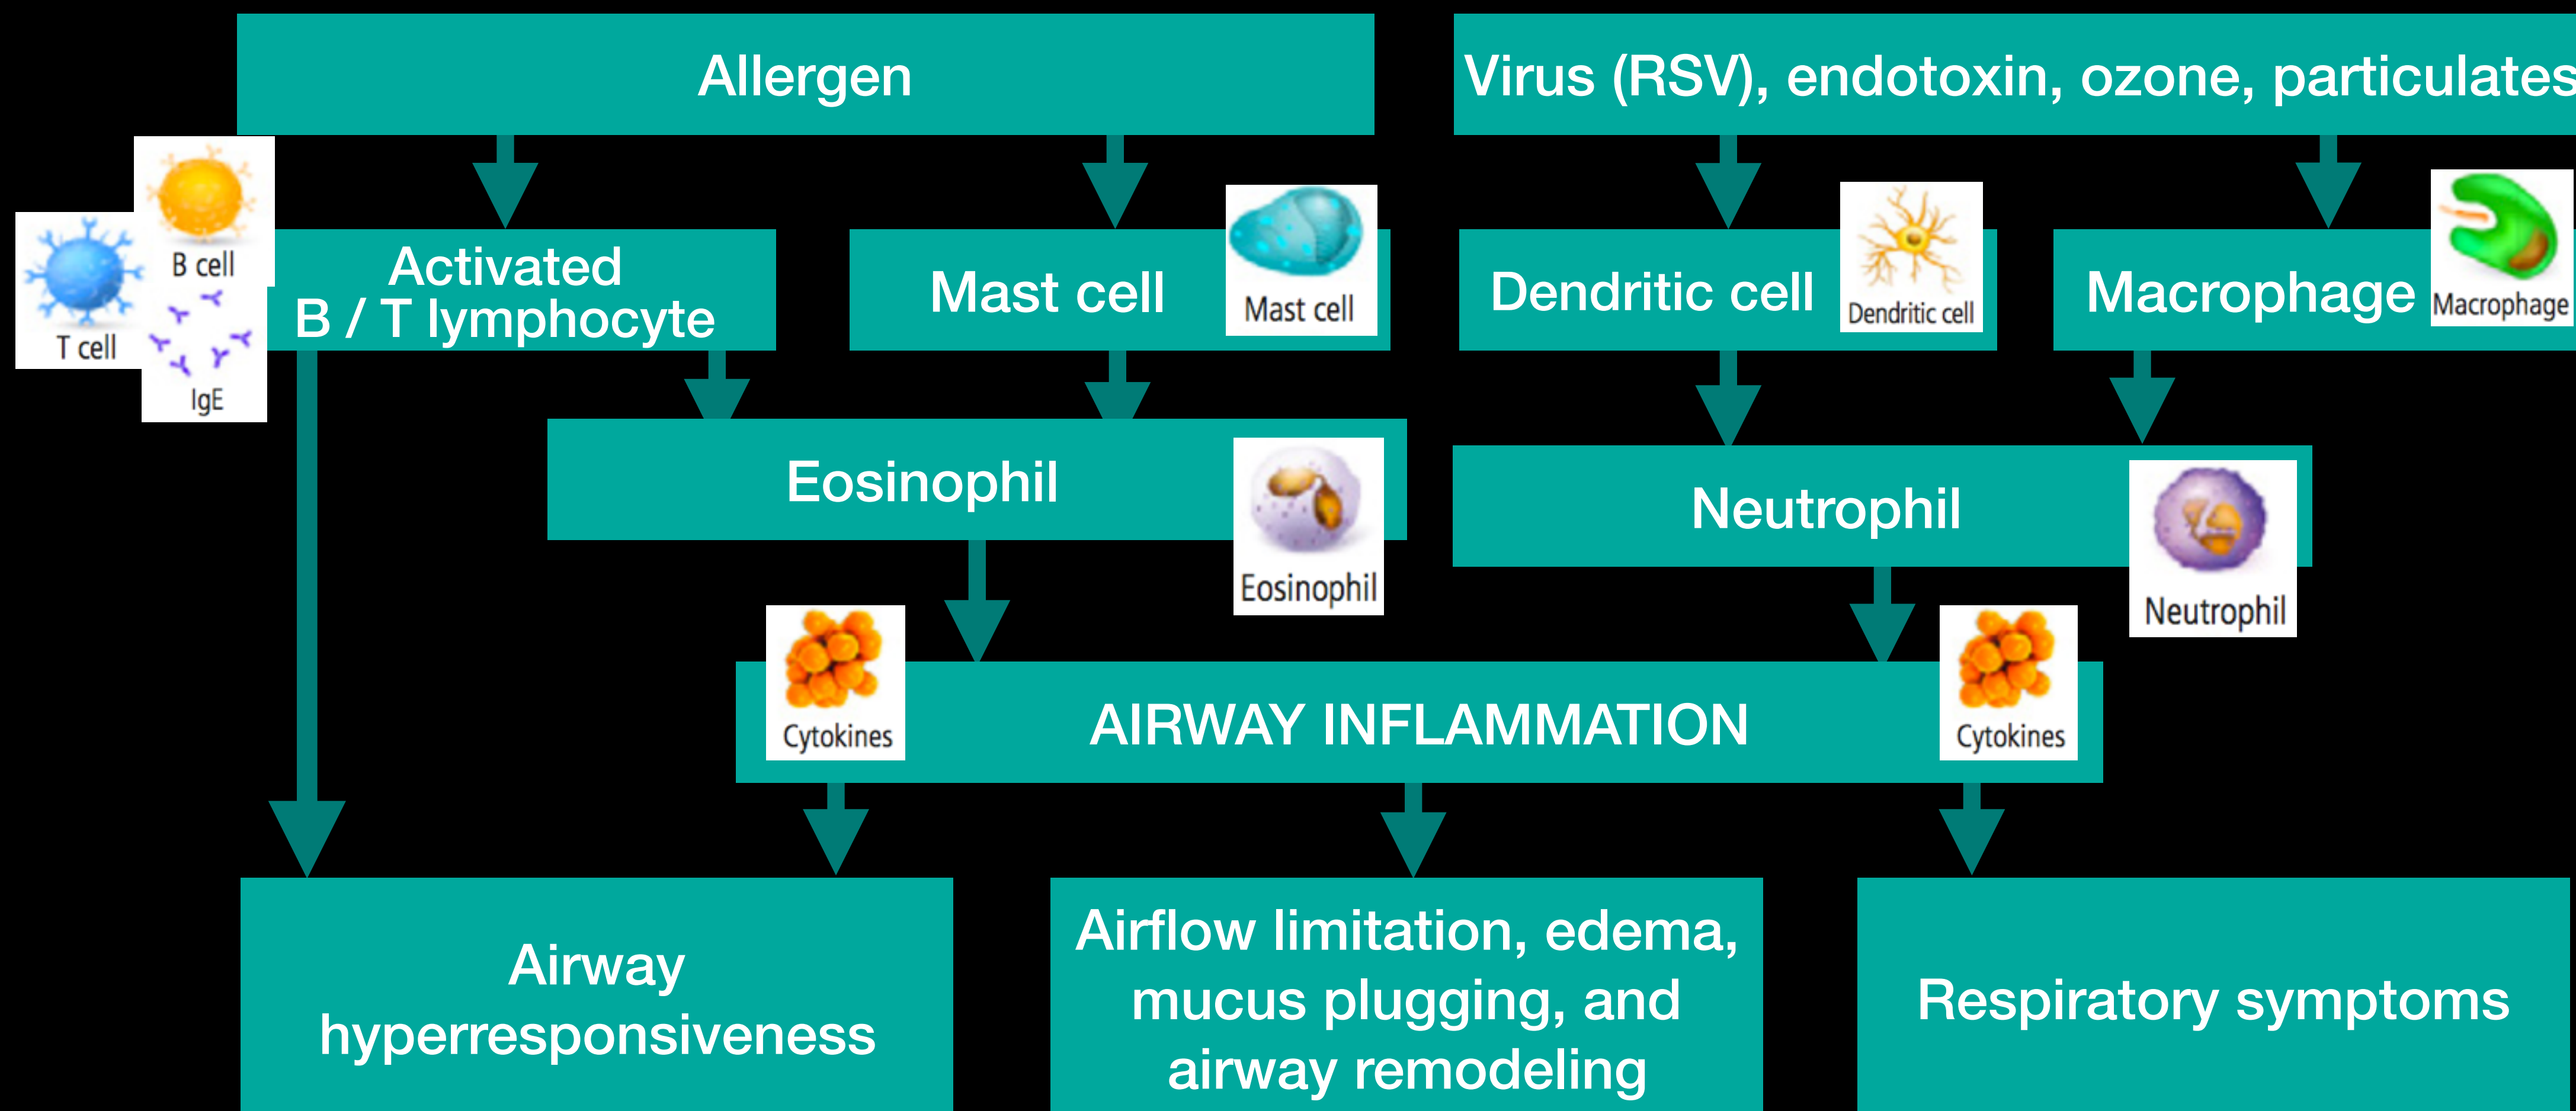 Allergen
Virus (RSV), endotoxin, ozone, particulates
B cell
T cell
IgE
Activated
B / T lymphocyte
Mast cell
Mast cell
Dendritic cell
Dendritic cell
Macrophage
Macrophage
Eosinophil
Eosinophil
Neutrophil
Neutrophil
Cytokines
AIRWAY INFLAMMATION
Cytokines
Airway
hyperresponsiveness
Airflow limitation, edema,
mucus plugging, and
airway remodeling
Respiratory symptoms